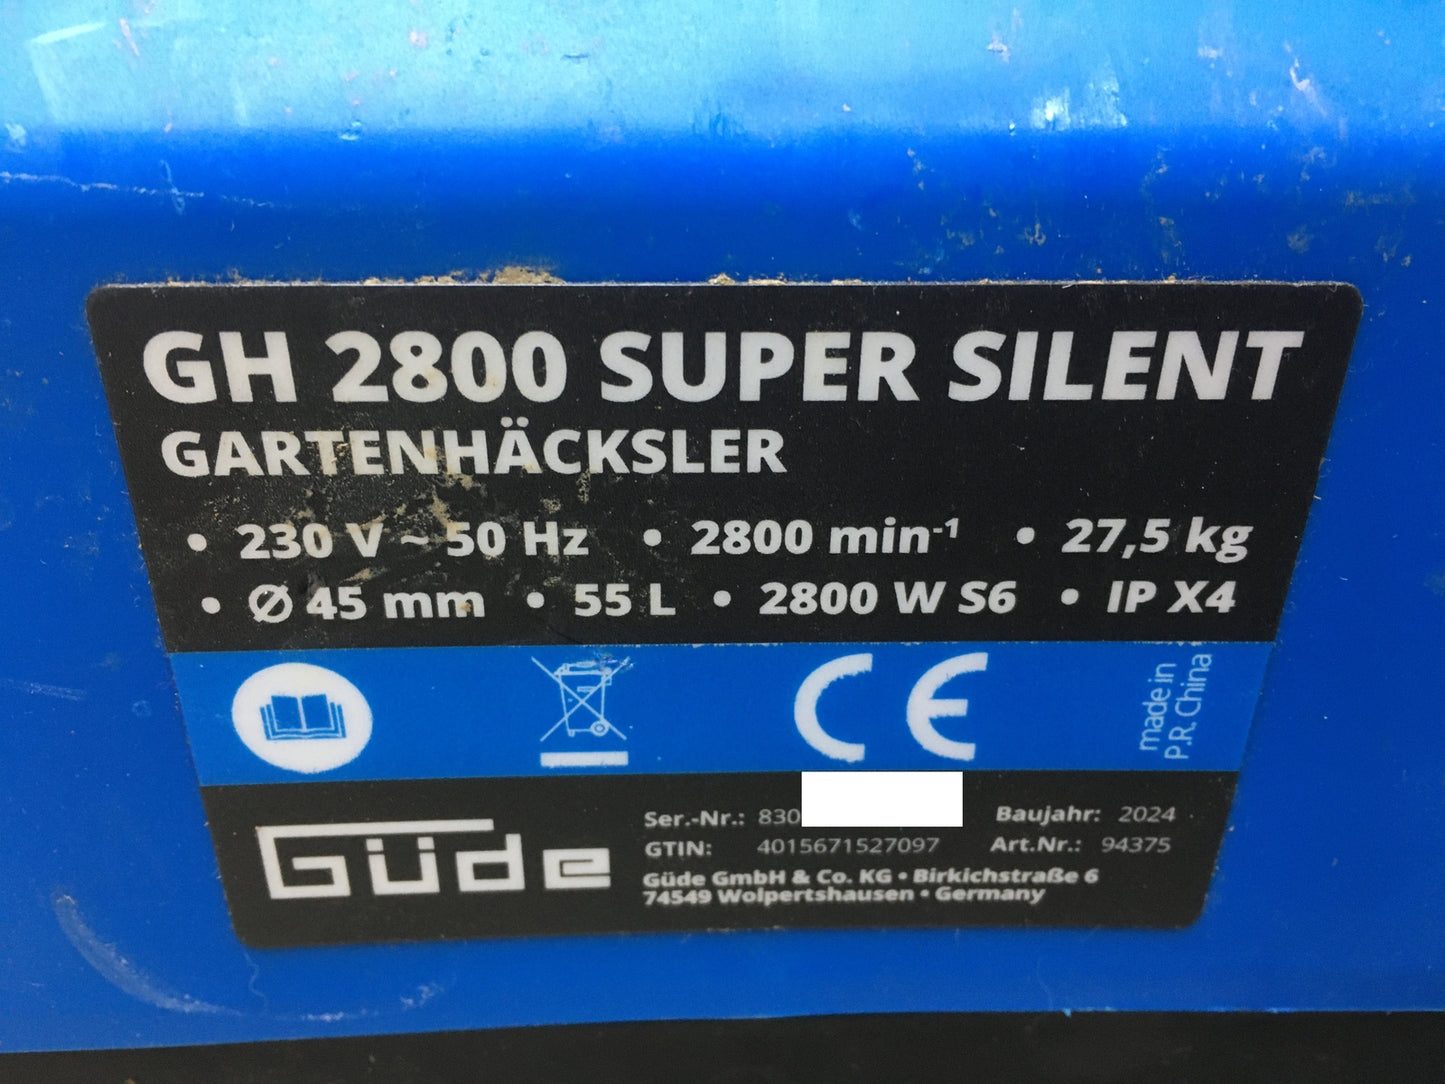 GH 2800 SUPER SILENT
GARTENHÄCKSLER
• 230 V ~ 50 Hz • 2800 min⁻¹ • 27,5 kg
• Ø 45 mm • 55 L • 2800 W S6 • IP X4
CE
made in
P.R. China
Güde
Ser.-Nr.: 830
Baujahr: 2024
GTIN: 4015671527097
Art.Nr.: 94375
Güde GmbH & Co. KG • Birkichstraße 6
74549 Wolpertshausen • Germany